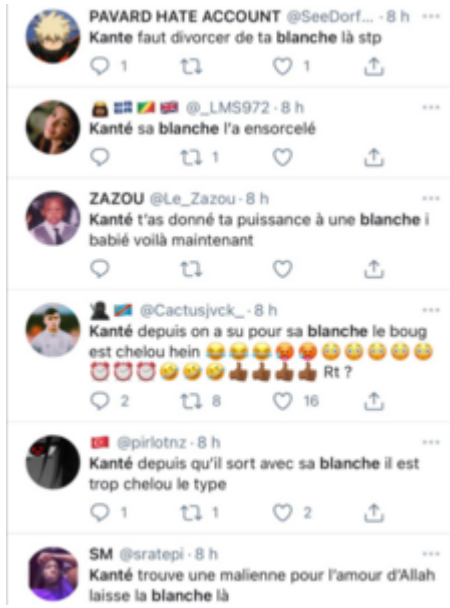 PAVARD HATE ACCOUNT @SeeDorf... · 8 h
Kante faut divorcer de ta blanche là stp
1 1
@_LMS972 · 8 h
Kanté sa blanche l'a ensorcelé
1
ZAZOU @Le_Zazou · 8 h
Kanté t'as donné ta puissance à une blanche i
babié voilà maintenant
@Cactusjvck_ · 8 h
Kanté depuis on a su pour sa blanche le boug
est chelou hein 😂😂😂🥵🥵😳😳😳😳😳
⏰⏰⏰🤣🤣🤣👍🏾👍🏾👍🏾👍🏾 Rt ?
2 8 16
@pirlotnz · 8 h
Kanté depuis qu'il sort avec sa blanche il est
trop chelou le type
1 1 2
SM @sratepi · 8 h
Kanté trouve une malienne pour l'amour d'Allah
laisse la blanche là